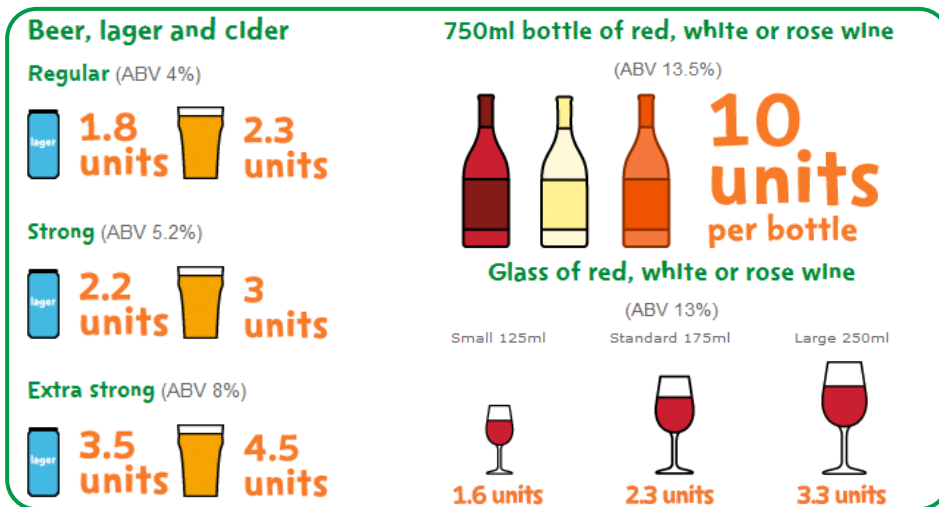 Beer, lager and cider
Regular (ABV 4%)
lager
1.8
units
2.3
units
Strong (ABV 5.2%)
lager
2.2
units
3
units
Extra strong (ABV 8%)
lager
3.5
units
4.5
units
750ml bottle of red, white or rose wine
(ABV 13.5%)
10
units
per bottle
Glass of red, white or rose wine
(ABV 13%)
Small 125ml
Standard 175ml
Large 250ml
1.6 units
2.3 units
3.3 units